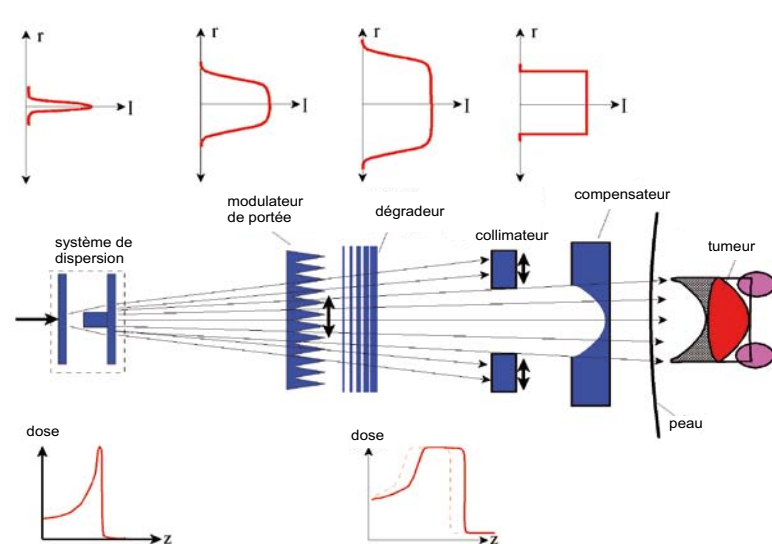 r
r
r
r
I
I
I
I
modulateur
de portée
dégradeur
compensateur
système de
dispersion
collimateur
tumeur
peau
dose
z
dose
z